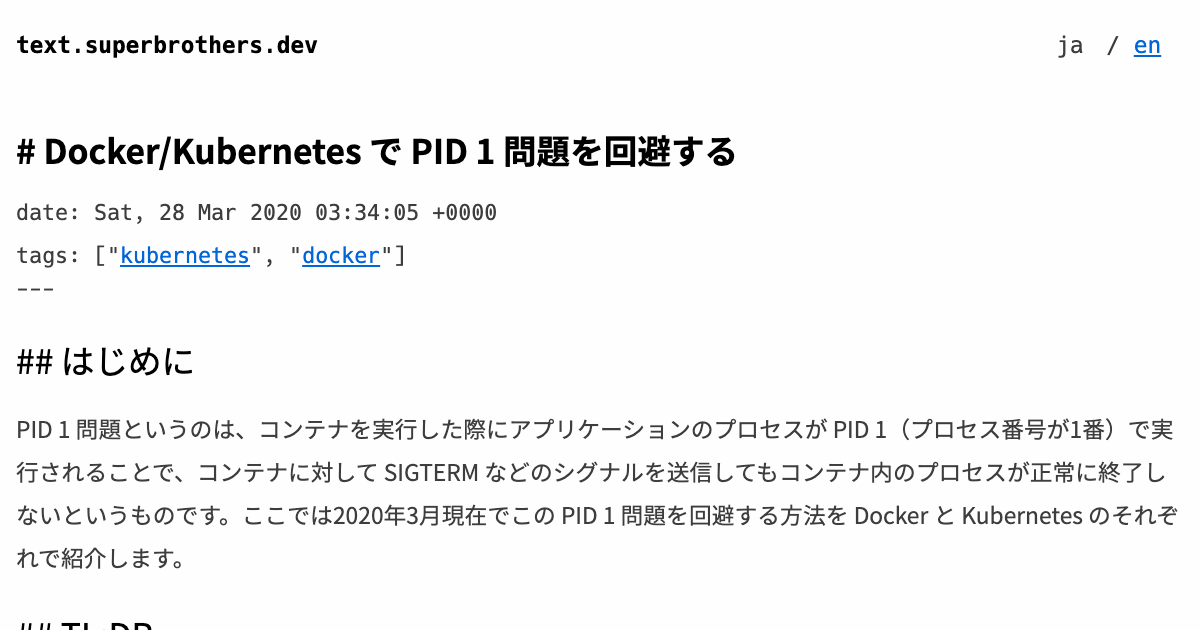 text.superbrothers.dev
ja / en
# Docker/Kubernetes で PID 1 問題を回避する
date: Sat, 28 Mar 2020 03:34:05 +0000
tags: ["kubernetes", "docker"]
---
## はじめに
PID 1 問題というのは、コンテナを実行した際にアプリケーションのプロセスが PID 1（プロセス番号が1番）で実
行されることで、コンテナに対して SIGTERM などのシグナルを送信してもコンテナ内のプロセスが正常に終了し
ないというものです。ここでは2020年3月現在でこの PID 1 問題を回避する方法を Docker と Kubernetes のそれぞ
れで紹介します。
## TL;DR